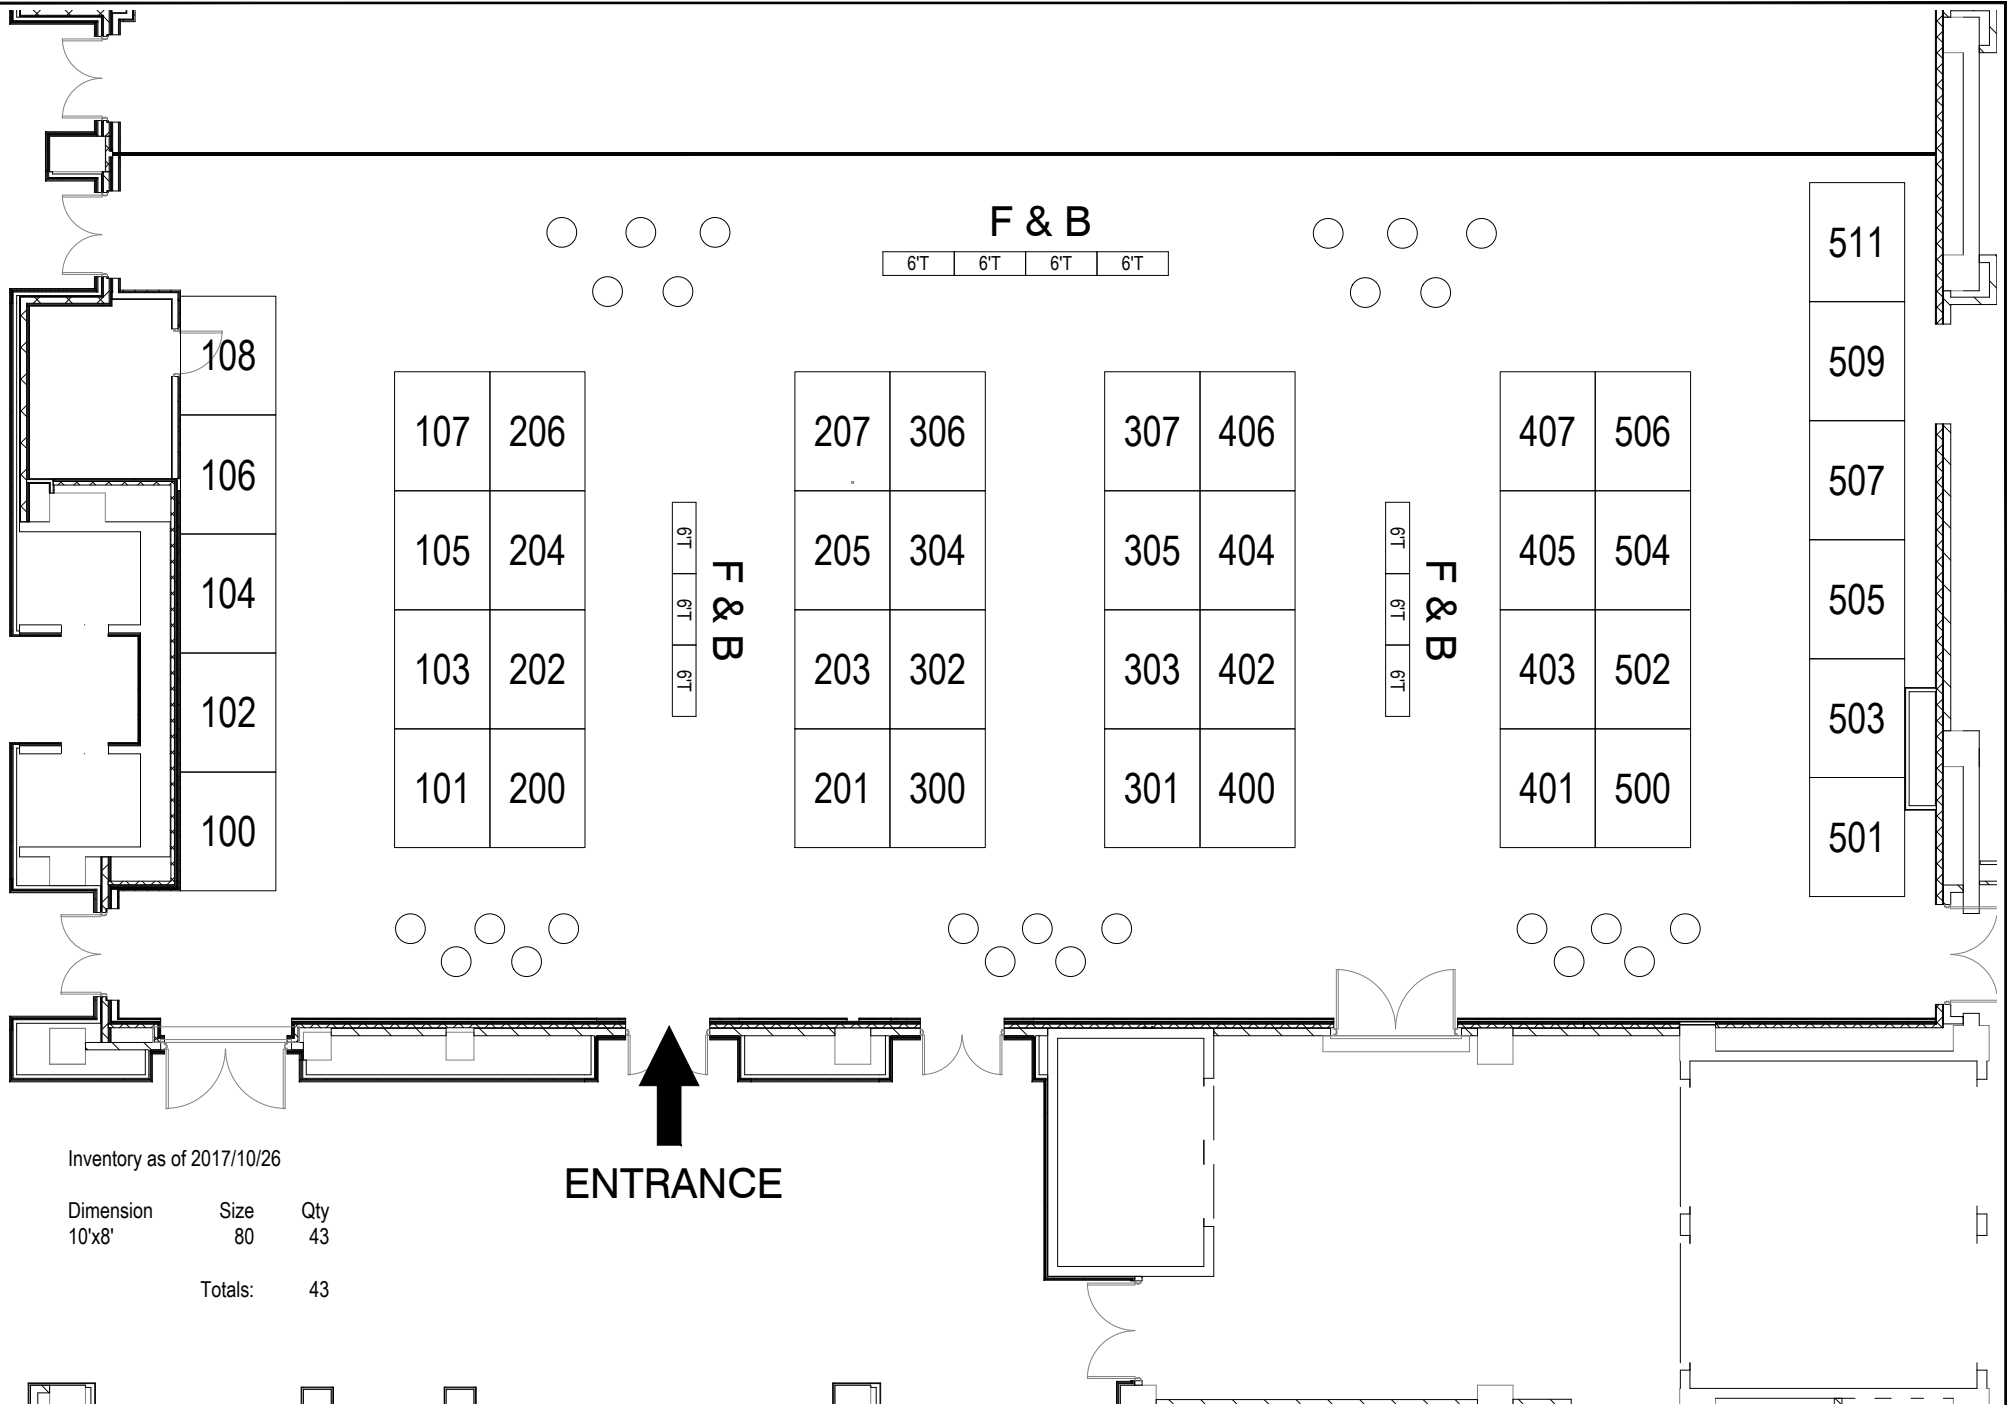 F & B
6'T 6'T 6'T 6'T
511
509
507
505
503
501
108
106
104
102
100
107 206
105 204
103 202
101 200
6'T
6'T
6'T
F & B
207 306
205 304
203 302
201 300
307 406
305 404
303 402
301 400
6'T
6'T
6'T
F & B
407 506
405 504
403 502
401 500
ENTRANCE
Inventory as of 2017/10/26
Dimension Size Qty
10'x8' 80 43
Totals: 43